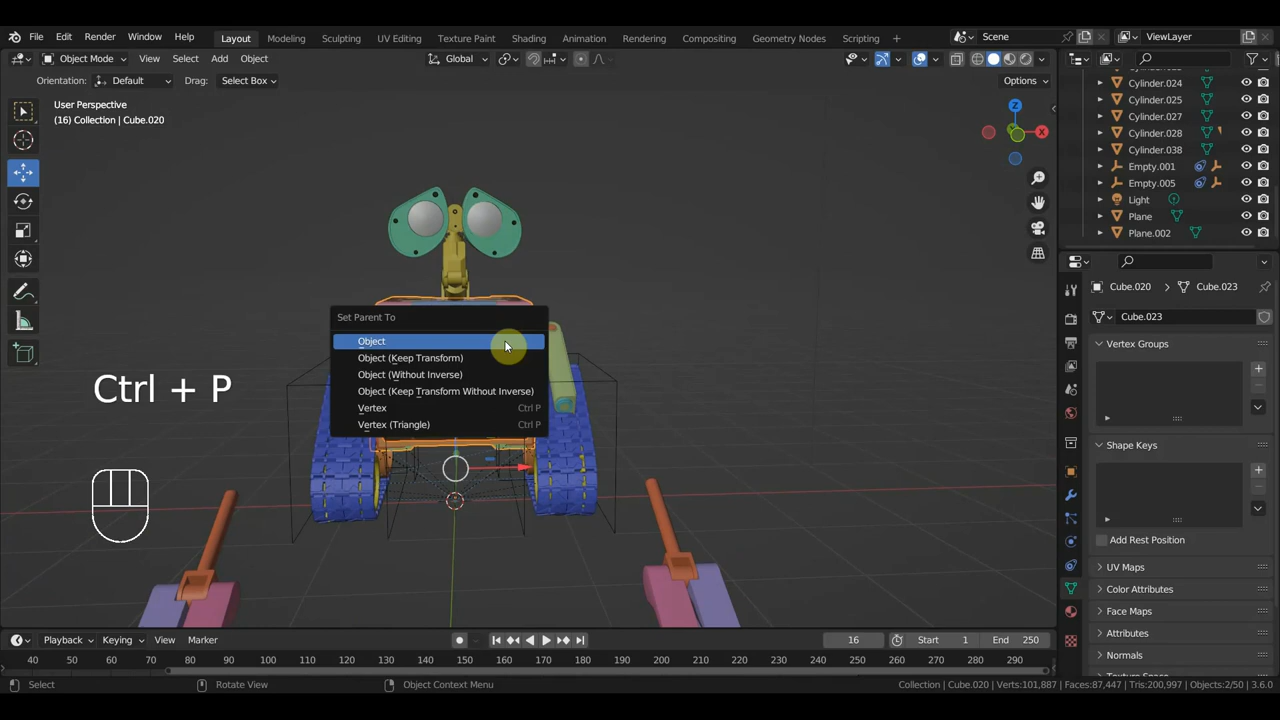 File Edit Render Window Help Layout Modeling Sculpting UV Editing Texture Paint Shading Animation Rendering Compositing Geometry Nodes Scripting + Scene ViewLayer
Object Mode View Select Add Object Global
Orientation: Default Drag: Select Box Options
User Perspective
(16) Collection | Cube.020
Cylinder.024
Cylinder.025
Cylinder.027
Cylinder.028
Cylinder.038
Empty.001
Empty.005
Light
Plane
Plane.002
Z
X
Set Parent To
Object
Object (Keep Transform)
Object (Without Inverse)
Object (Keep Transform Without Inverse)
Vertex Ctrl P
Vertex (Triangle) Ctrl P
Ctrl + P
Cube.020 > Cube.023
Cube.023
Vertex Groups
Shape Keys
Add Rest Position
UV Maps
Color Attributes
Face Maps
Attributes
Normals
Playback Keying View Marker 16 Start 1 End 250
40 50 60 70 80 90 100 110 120 130 140 150 160 170 180 190 200 210 220 230 240 250 260 270 280 290
Select Rotate View Object Context Menu Collection | Cube.020 | Verts:101,887 | Faces:87,447 | Tris:200,997 | Objects:2/50 | 3.6.0